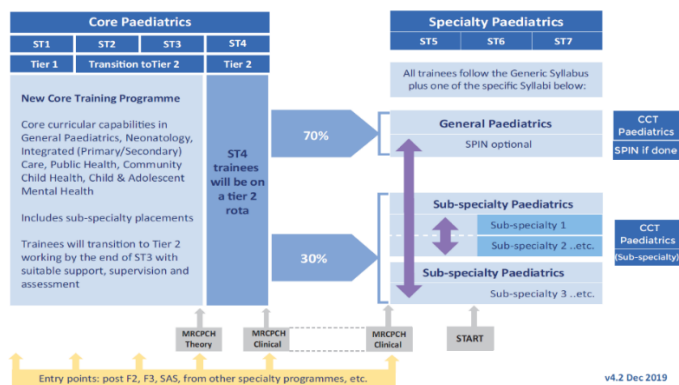 Core Paediatrics
ST1
ST2
ST3
ST4
Tier 1
Transition toTier 2
Tier 2
New Core Training Programme
Core curricular capabilities in
General Paediatrics, Neonatology,
Integrated (Primary/Secondary)
Care, Public Health, Community
Child Health, Child & Adolescent
Mental Health
Includes sub-specialty placements
Trainees will transition to Tier 2
working by the end of ST3 with
suitable support, supervision and
assessment
ST4
trainees
will be on
a tier 2
rota
70%
30%
Specialty Paediatrics
ST5
ST6
ST7
All trainees follow the Generic Syllabus
plus one of the specific Syllabi below:
General Paediatrics
SPIN optional
CCT
Paediatrics
SPIN if done
Sub-specialty Paediatrics
Sub-specialty 1
Sub-specialty 2 ..etc.
Sub-specialty Paediatrics
Sub-specialty 3 ..etc.
CCT
Paediatrics
(Sub-specialty)
MRCPCH
Theory
MRCPCH
Clinical
MRCPCH
Clinical
START
Entry points: post F2, F3, SAS, from other specialty programmes, etc.
v4.2 Dec 2019